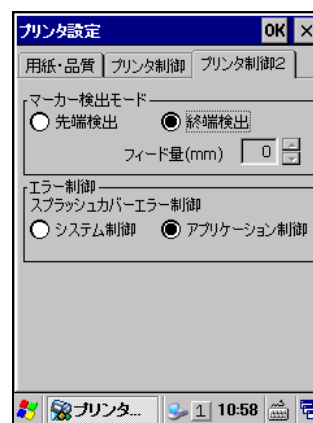 プリンタ設定 OK ×
用紙・品質 プリンタ制御 プリンタ制御2
マーカー検出モード
先端検出 終端検出
フィード量(mm) 0
エラー制御
スプラッシュカバーエラー制御
システム制御 アプリケーション制御
プリンタ... 1 10:58